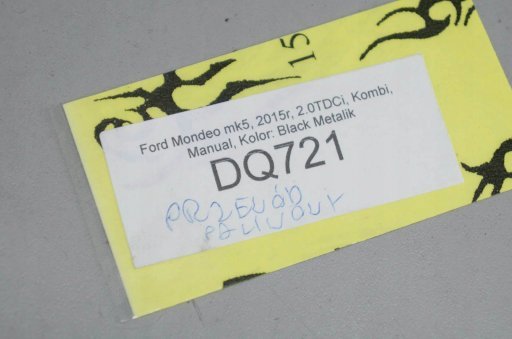 15
Ford Mondeo mk5, 2015r, 2.0TDCi, Kombi,
Manual, Kolor: Black Metalik
DQ721
PRZEWÓD
PALIWOWY